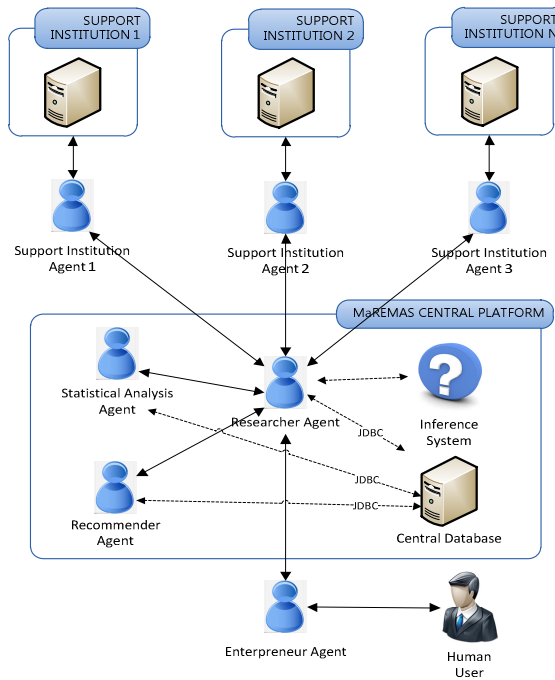 SUPPORT
INSTITUTION 1
SUPPORT
INSTITUTION 2
SUPPORT
INSTITUTION N
Support Institution
Agent 1
Support Institution
Agent 2
Support Institution
Agent 3
MaREMAS CENTRAL PLATFORM
Statistical Analysis
Agent
Researcher Agent
Inference
System
JDBC
JDBC
JDBC
Recommender
Agent
Central Database
Enterpreneur Agent
Human
User